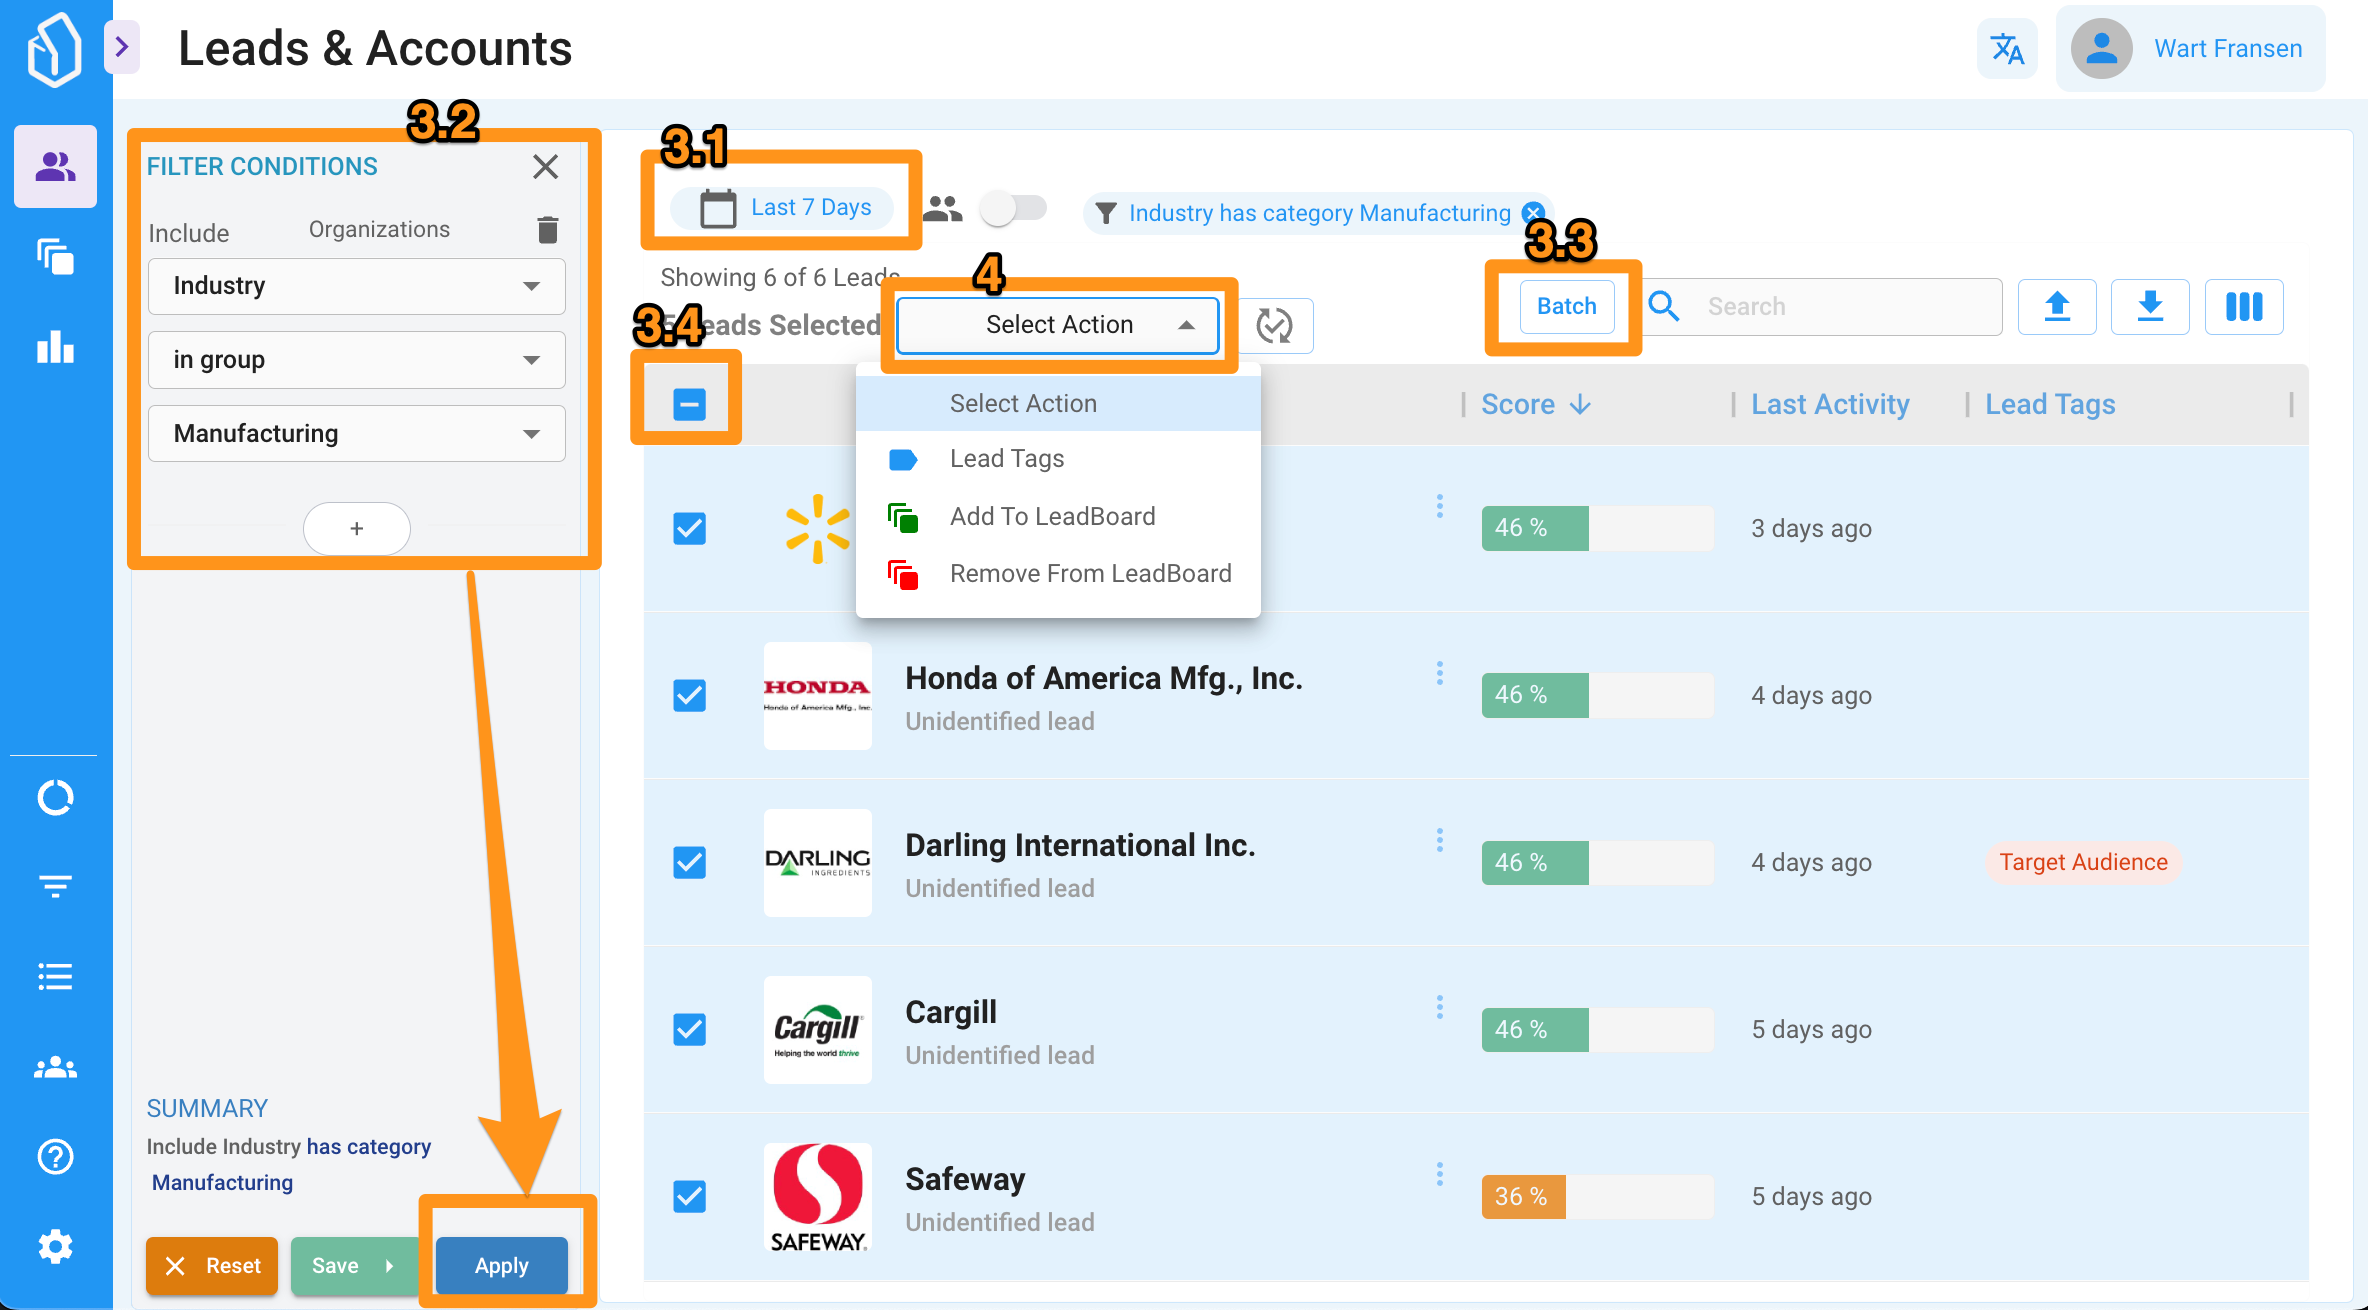 Leads & Accounts
Wart Fransen
3.2
3.1
FILTER CONDITIONS
Include
Organizations
Industry
in group
Manufacturing
+
Last 7 Days
Industry has category Manufacturing
3.3
Showing 6 of 6 Leads
4
3.4
Leads Selected
Select Action
Batch
Search
Select Action
Lead Tags
Add To LeadBoard
Remove From LeadBoard
Score
Last Activity
Lead Tags
46 %
3 days ago
HONDA
Honda of America Mfg., Inc.
Honda of America Mfg., Inc.
Unidentified lead
46 %
4 days ago
DARLING
INGREDIENTS
Darling International Inc.
Unidentified lead
46 %
4 days ago
Target Audience
Cargill
Helping the world thrive
Cargill
Unidentified lead
46 %
5 days ago
SAFEWAY
Safeway
Unidentified lead
36 %
5 days ago
SUMMARY
Include Industry has category
Manufacturing
Reset
Save
Apply